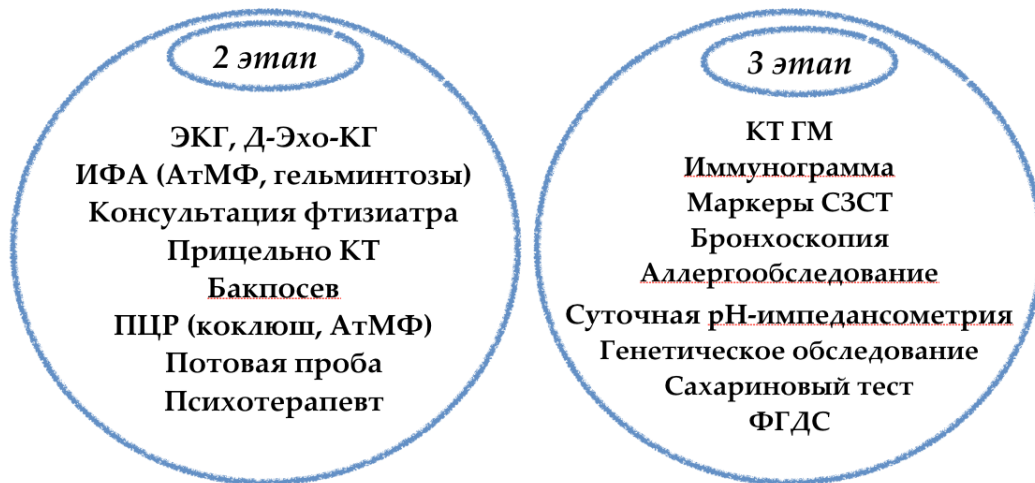 2 этап
ЭКГ, Д-Эхо-КГ
ИФА (АтМФ, гельминтозы)
Консультация фтизиатра
Прицельно КТ
Бакпосев
ПЦР (коклюш, АтМФ)
Потовая проба
Психотерапевт
3 этап
КТ ГМ
Иммунограмма
Маркеры СЗСТ
Бронхоскопия
Аллергообследование
Суточная рН-импедансометрия
Генетическое обследование
Сахариновый тест
ФГДС